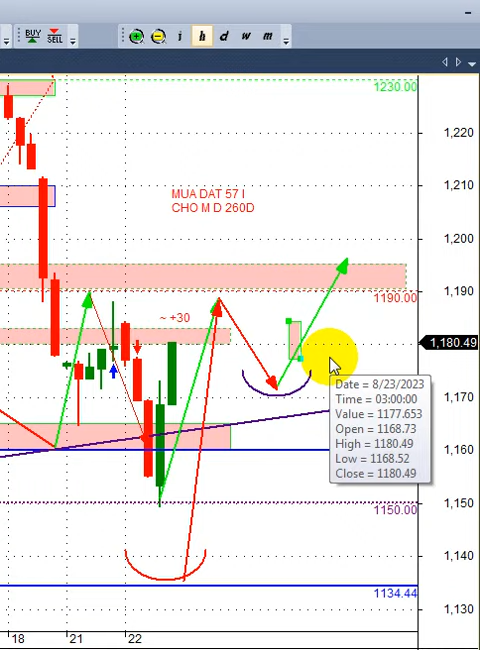 BUY
SELL
i h d w m
1230.00
1,220
MUA DAT 57 I
CHO M D 260D
1,210
1,200
1,190
1190.00
~ +30
1,180.49
Date = 8/23/2023
Time = 03:00:00
Value = 1177.653
Open = 1168.73
High = 1180.49
Low = 1168.52
Close = 1180.49
1,170
1,160
1,150
1150.00
1,140
1134.44
1,130
18 21 22